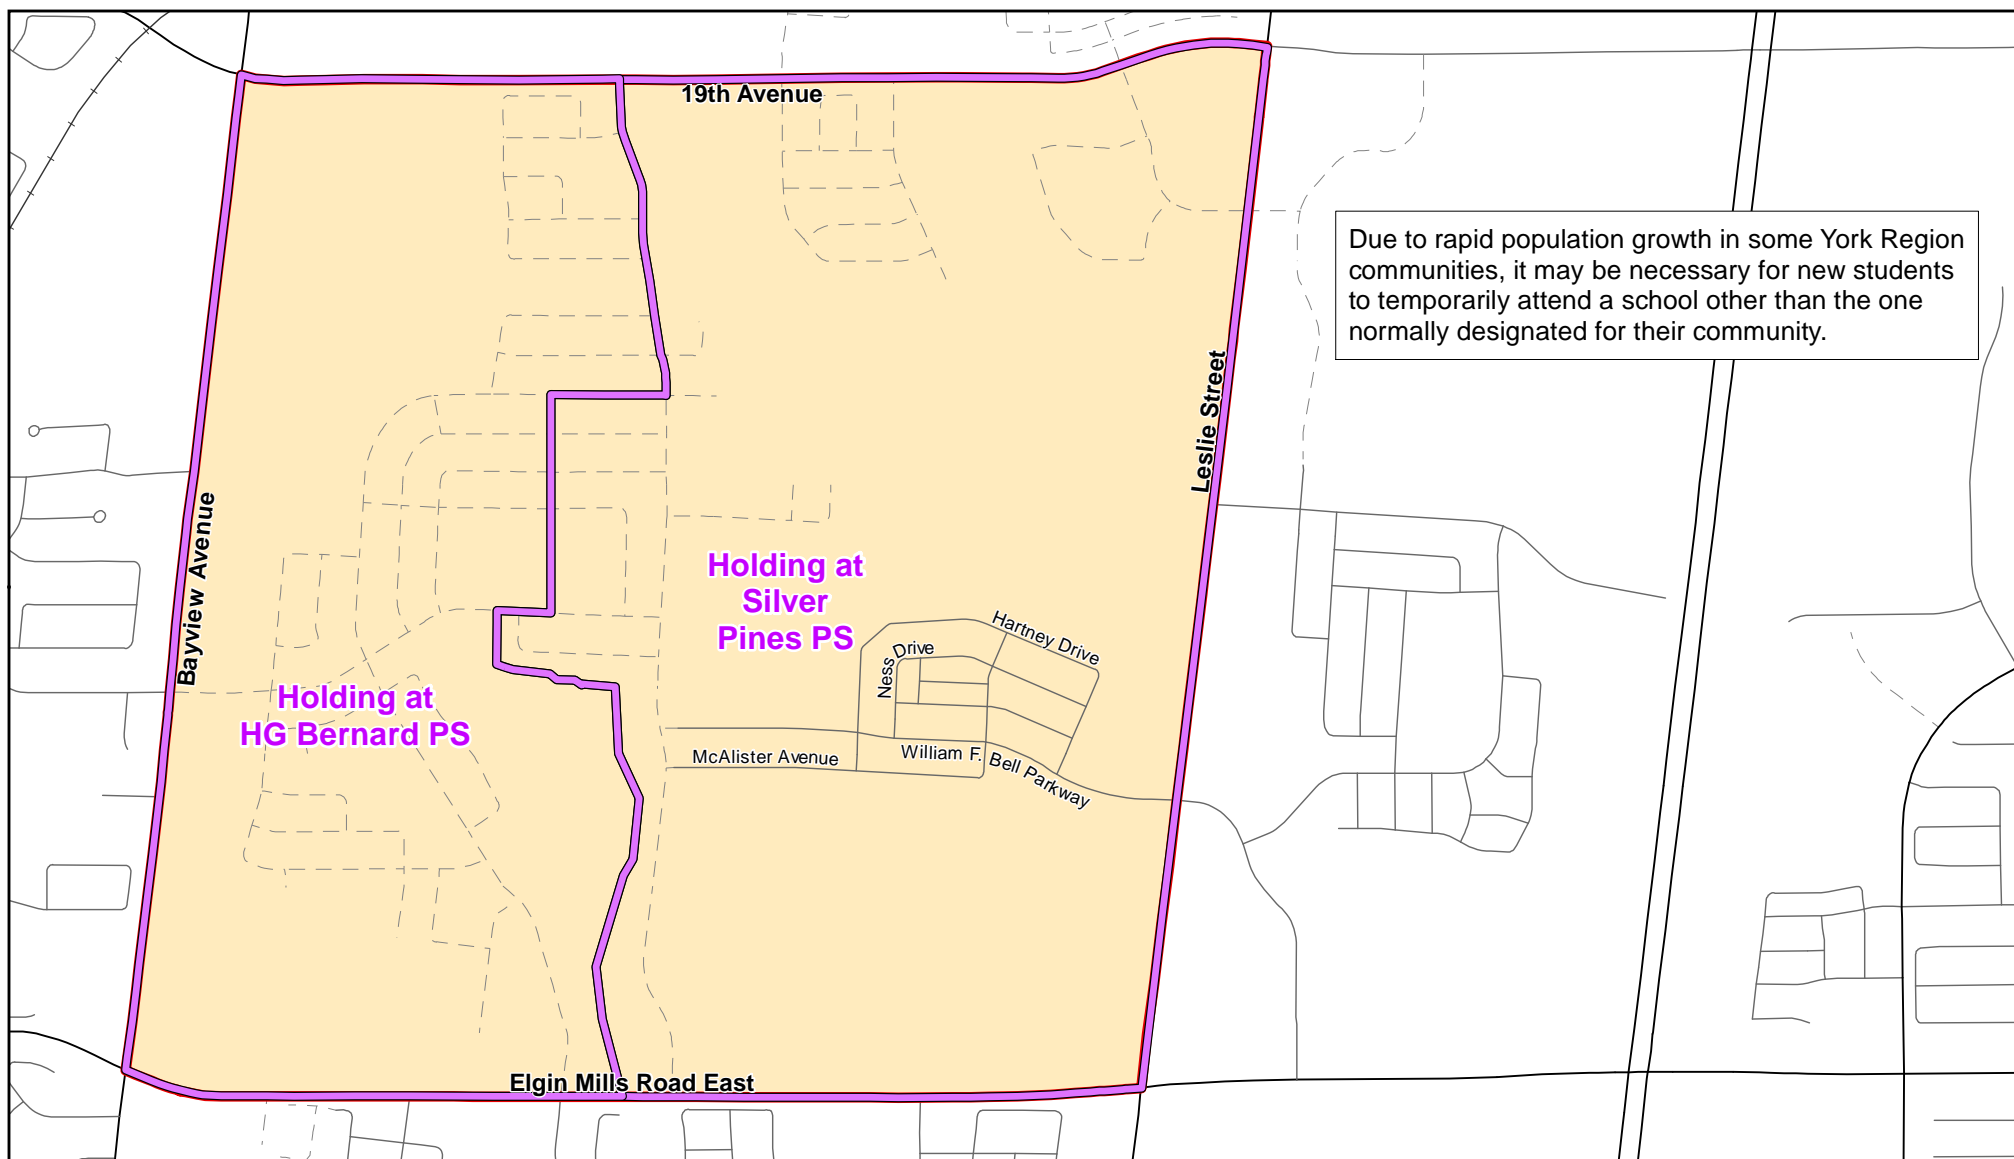 19th Avenue
Due to rapid population growth in some York Region
communities, it may be necessary for new students
to temporarily attend a school other than the one
normally designated for their community.
Leslie Street
Bayview Avenue
Holding at
Silver
Pines PS
Hartney Drive
Ness Drive
Holding at
HG Bernard PS
McAlister Avenue
William F. Bell Parkway
Elgin Mills Road East